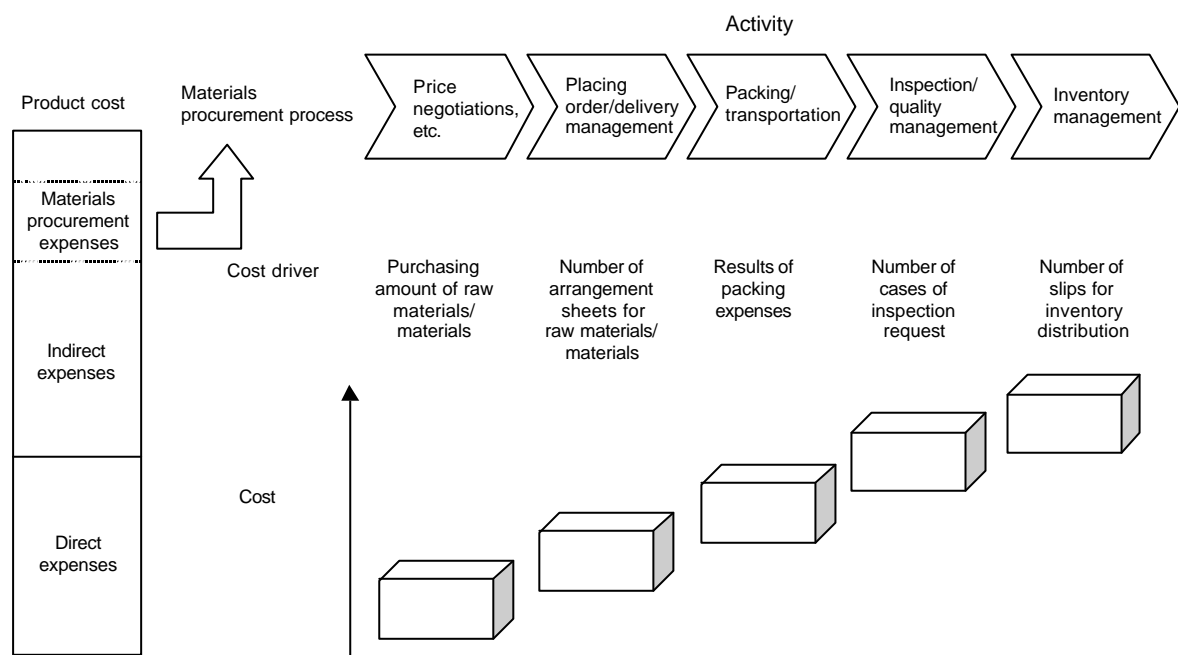 Activity
Product cost
Materials
procurement process
Price
negotiations,
etc.
Placing
order/delivery
management
Packing/
transportation
Inspection/
quality
management
Inventory
management
Materials
procurement
expenses
Indirect
expenses
Direct
expenses
Cost driver
Purchasing
amount of raw
materials/
materials
Number of
arrangement
sheets for
raw materials/
materials
Results of
packing
expenses
Number of
cases of
inspection
request
Number of
slips for
inventory
distribution
Cost